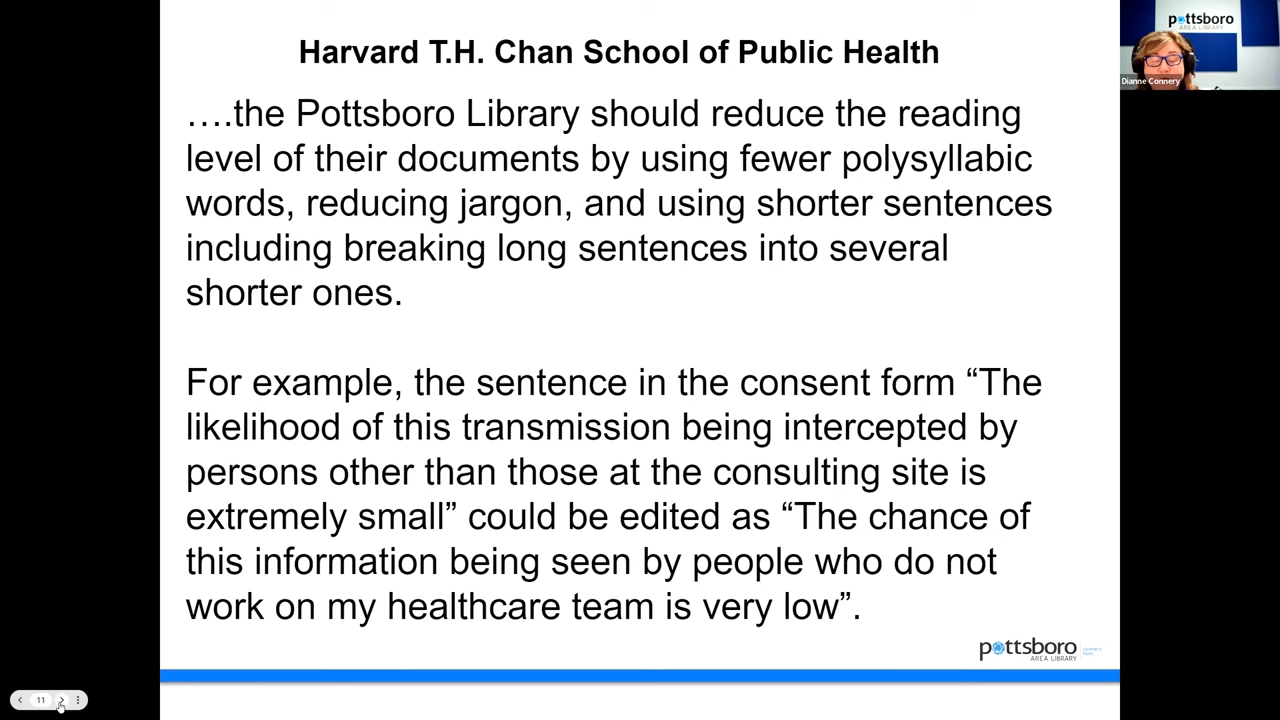 Harvard T.H. Chan School of Public Health
….the Pottsboro Library should reduce the reading
level of their documents by using fewer polysyllabic
words, reducing jargon, and using shorter sentences
including breaking long sentences into several
shorter ones.
For example, the sentence in the consent form “The
likelihood of this transmission being intercepted by
persons other than those at the consulting site is
extremely small” could be edited as “The chance of
this information being seen by people who do not
work on my healthcare team is very low”.
pottsboro
AREA LIBRARY
pottsboro
AREA LIBRARY
Dianne Connery
11